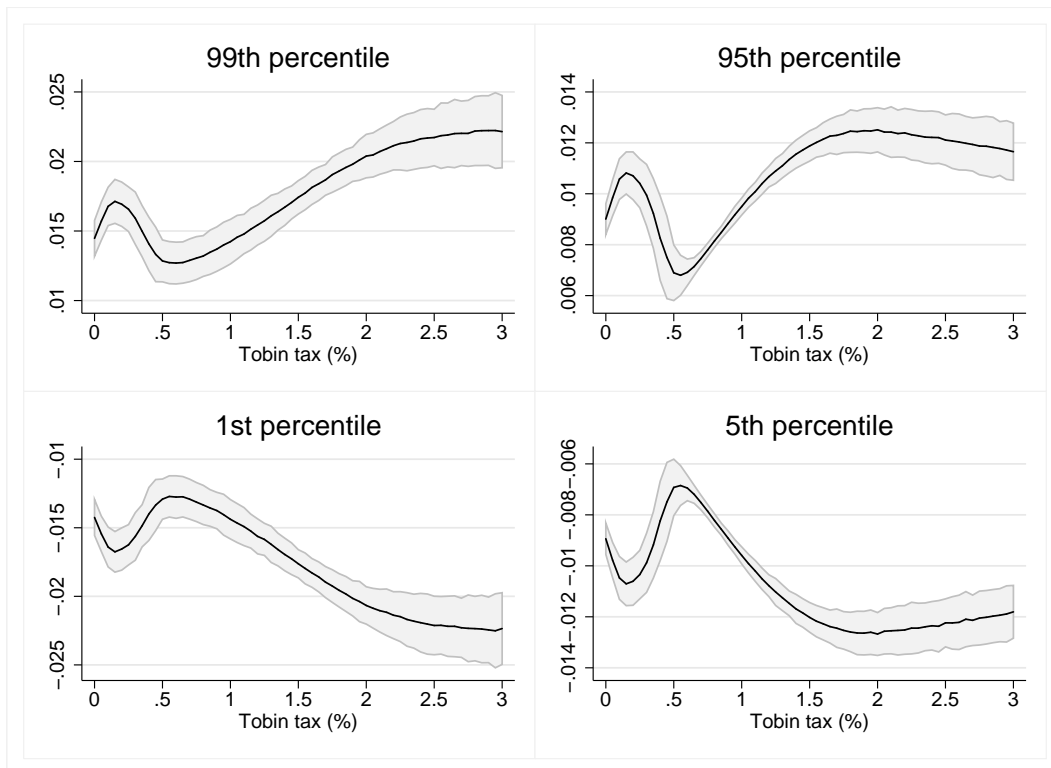 99th percentile
.025
.02
.015
.01
0 .5 1 1.5 2 2.5 3
Tobin tax (%)
95th percentile
.014
.012
.01
.008
.006
0 .5 1 1.5 2 2.5 3
Tobin tax (%)
1st percentile
-.01
-.015
-.02
-.025
0 .5 1 1.5 2 2.5 3
Tobin tax (%)
5th percentile
-.006
-.008
-.01
-.012
-.014
0 .5 1 1.5 2 2.5 3
Tobin tax (%)